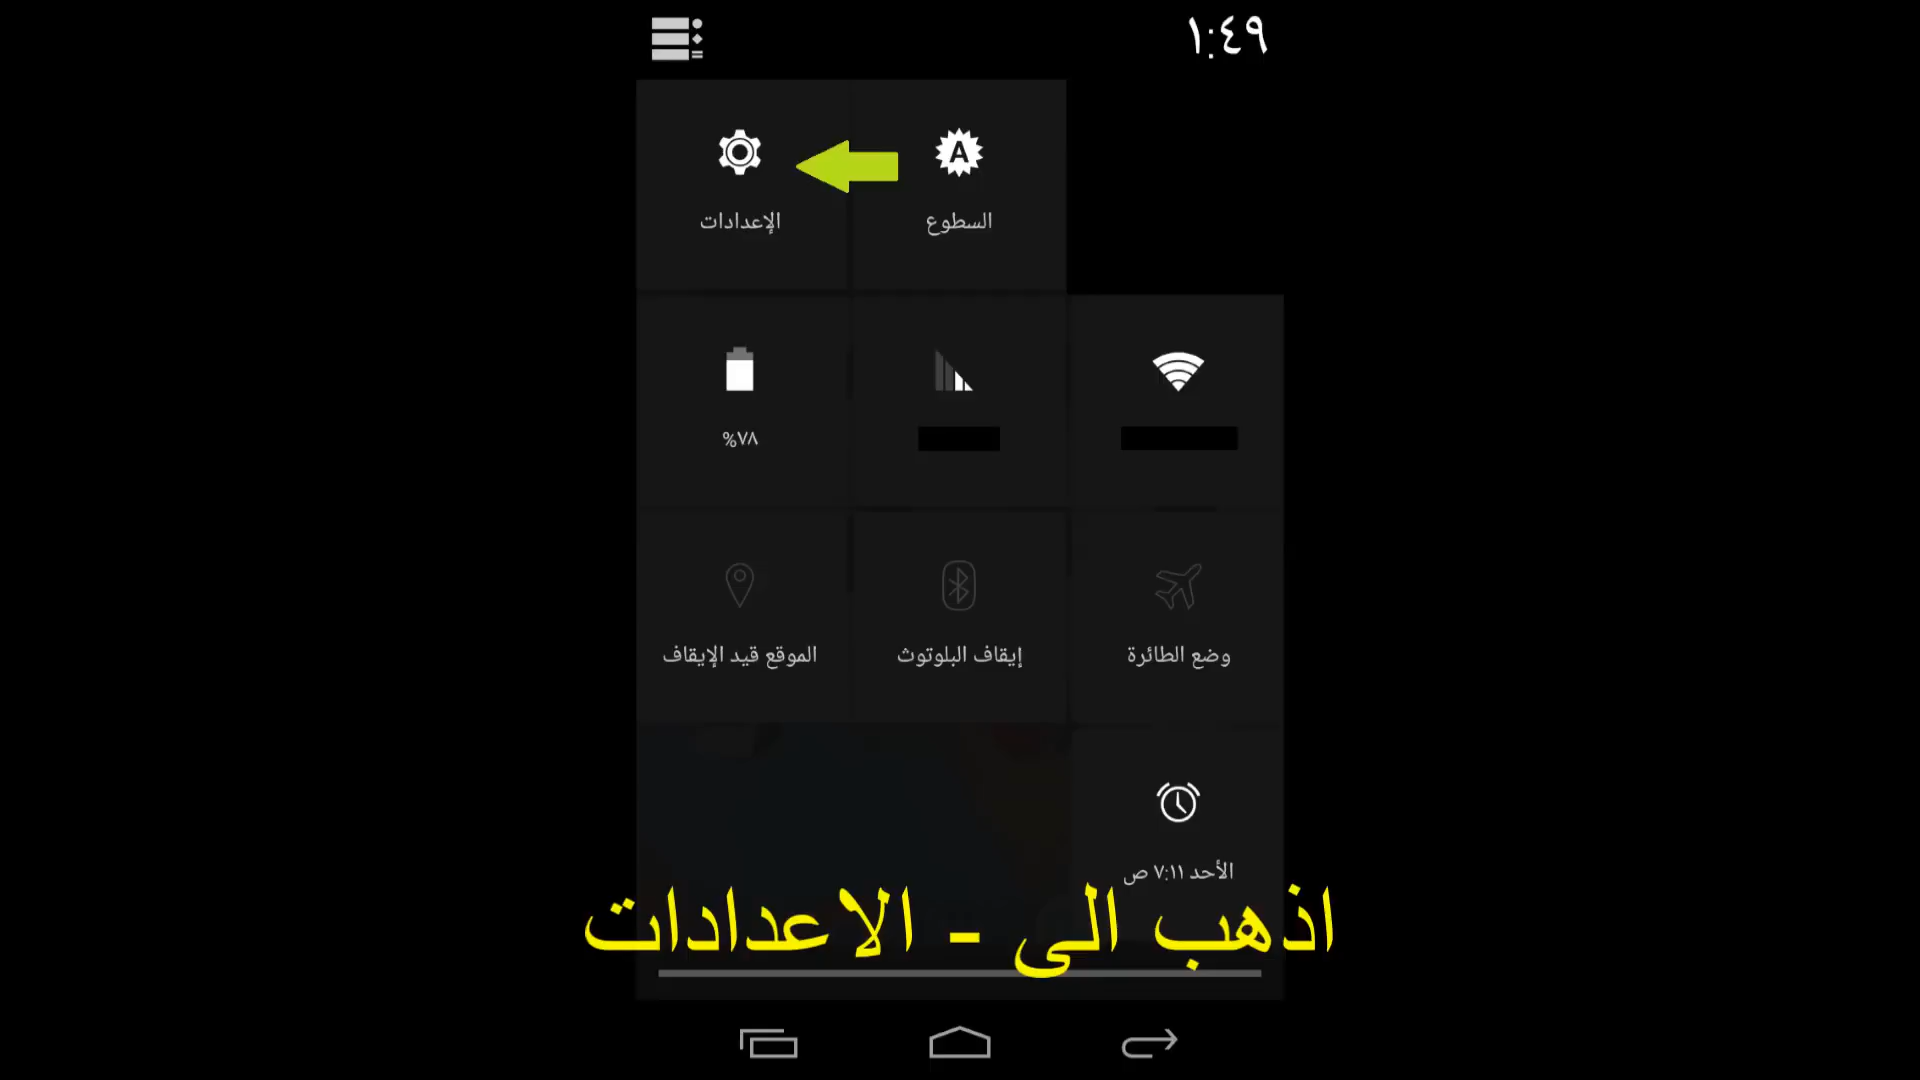 ١:٤٩
السطوع
الإعدادات
٧٨%
وضع الطائرة
إيقاف البلوتوث
الموقع قيد الإيقاف
الأحد ٧:١١ ص
اذهب الى - الاعدادات